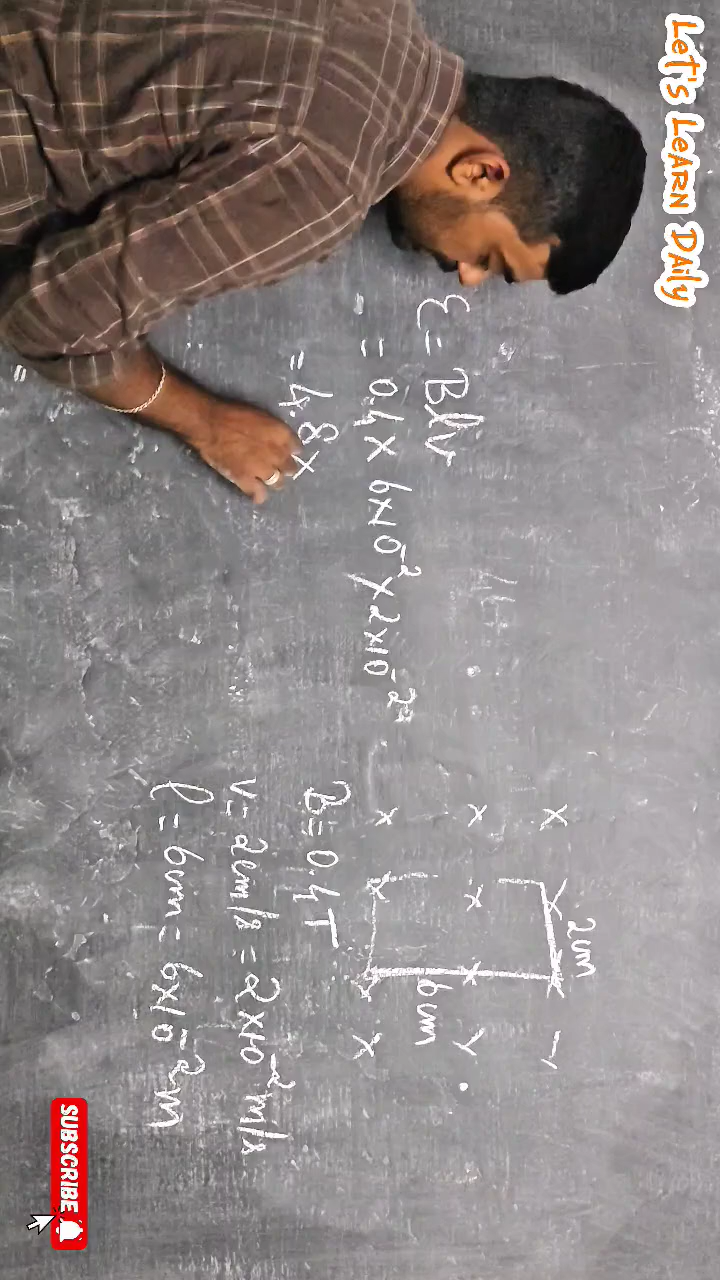 Let's Learn Daily
ε = Blv
= 0.4 × 6×10⁻² × 2×10⁻²
= 4.8 ×
× × ×
2cm
6cm
B = 0.4T
v = 2cm/s = 2×10⁻² m/s
l = 6cm = 6×10⁻² m
SUBSCRIBE